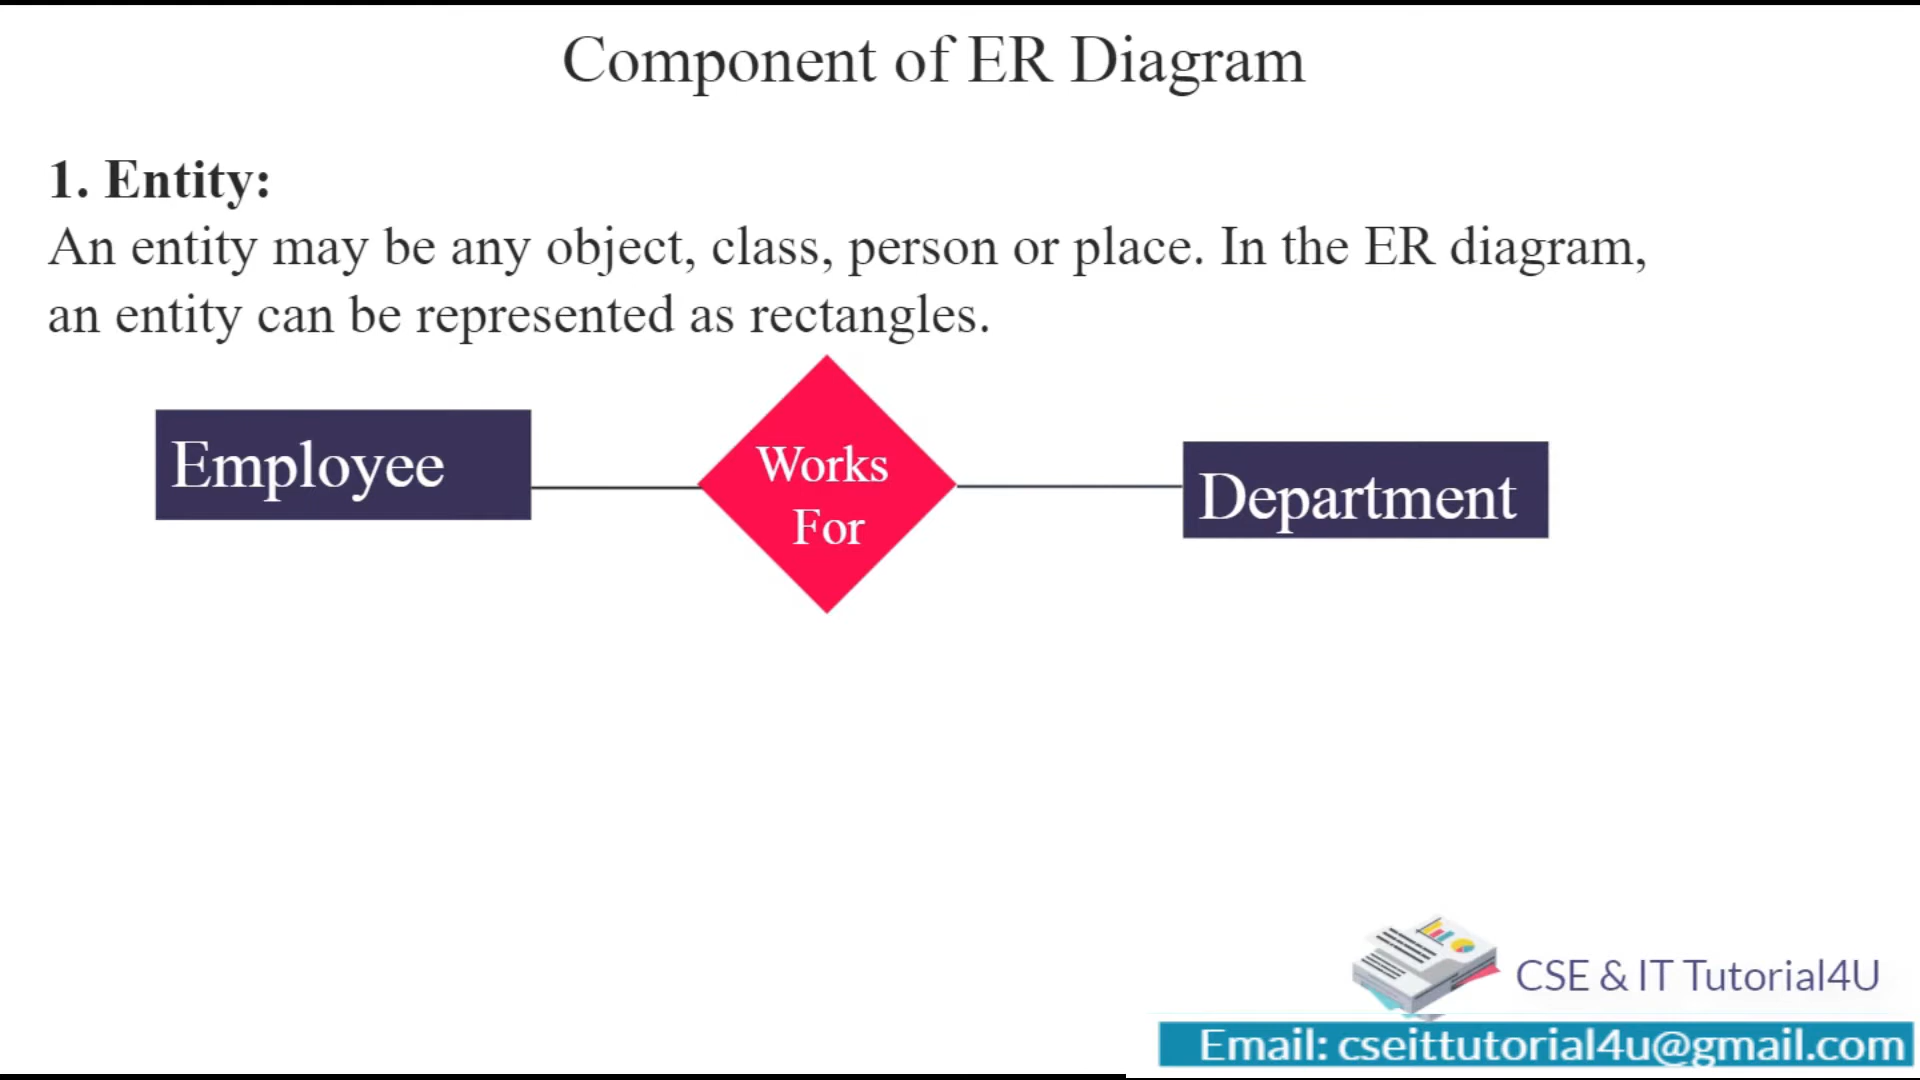 Component of ER Diagram
1. Entity:
An entity may be any object, class, person or place. In the ER diagram,
an entity can be represented as rectangles.
Employee
Works
For
Department
CSE & IT Tutorial4U
Email: cseittutorial4u@gmail.com